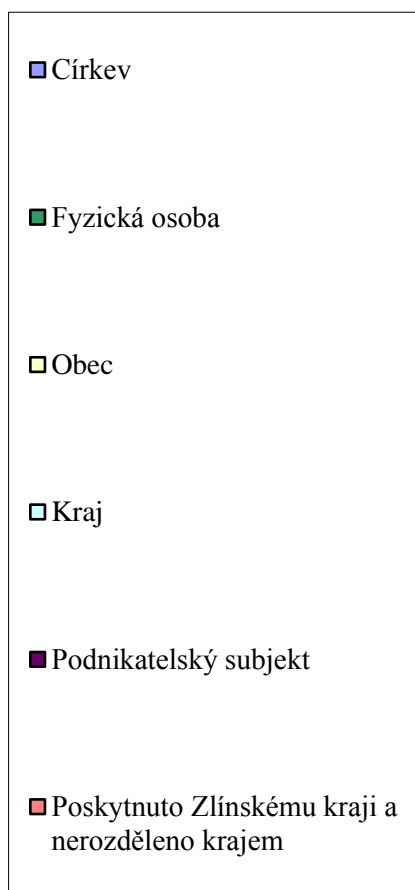 Církev
Fyzická osoba
Obec
Kraj
Podnikatelský subjekt
Poskytnuto Zlínskému kraji a
nerozděleno krajem